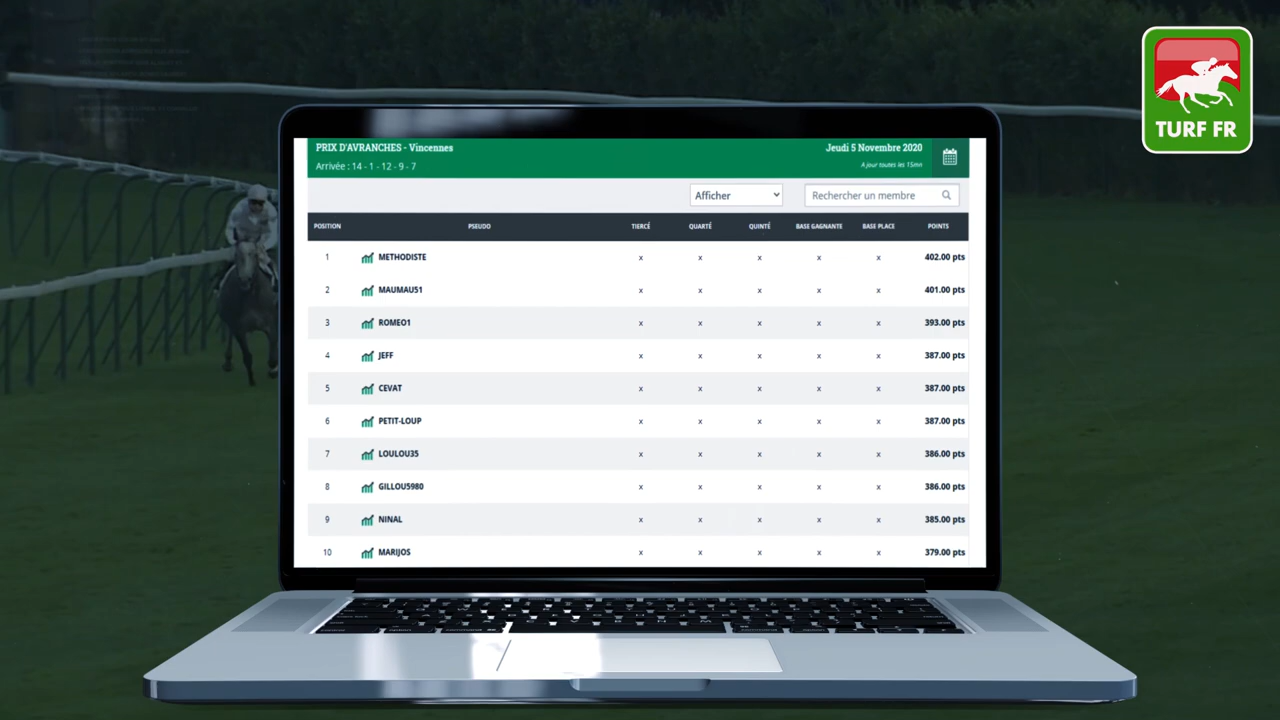 TURF FR
PRIX D'AVRANCHES - Vincennes
Jeudi 5 Novembre 2020
Arrivée : 14 - 1 - 12 - 9 - 7
A jour toutes les 15mn
Afficher
Rechercher un membre
POSITION PSEUDO TIERCÉ QUARTÉ QUINTÉ BASE GAGNANTE BASE PLACE POINTS
1 METHODISTE x x x x x 402.00 pts
2 MAUMAU51 x x x x x 401.00 pts
3 ROMEO1 x x x x x 393.00 pts
4 JEFF x x x x x 387.00 pts
5 CEVAT x x x x x 387.00 pts
6 PETIT-LOUP x x x x x 387.00 pts
7 LOULOU35 x x x x x 386.00 pts
8 GILLOU5980 x x x x x 386.00 pts
9 NINAL x x x x x 385.00 pts
10 MARIJOS x x x x x 379.00 pts